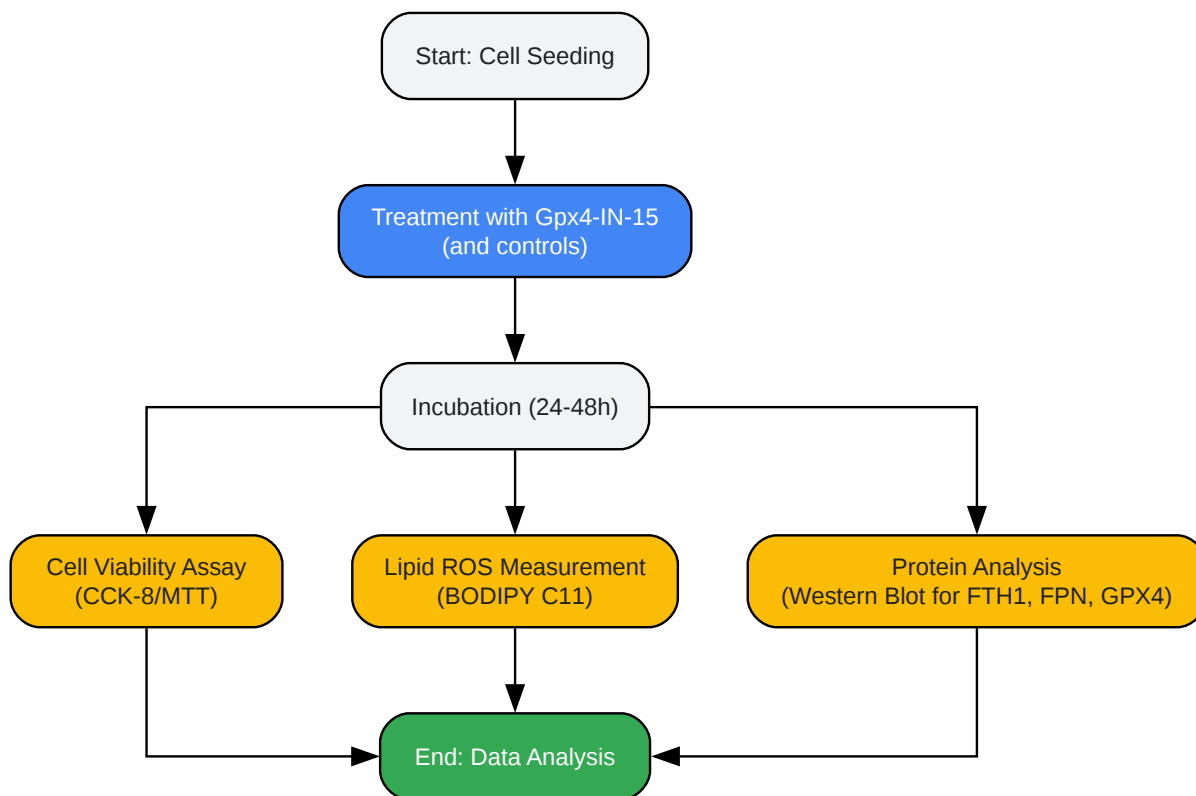 Start: Cell Seeding
Treatment with Gpx4-IN-15
(and controls)
Incubation (24-48h)
Cell Viability Assay
(CCK-8/MTT)
Lipid ROS Measurement
(BODIPY C11)
Protein Analysis
(Western Blot for FTH1, FPN, GPX4)
End: Data Analysis